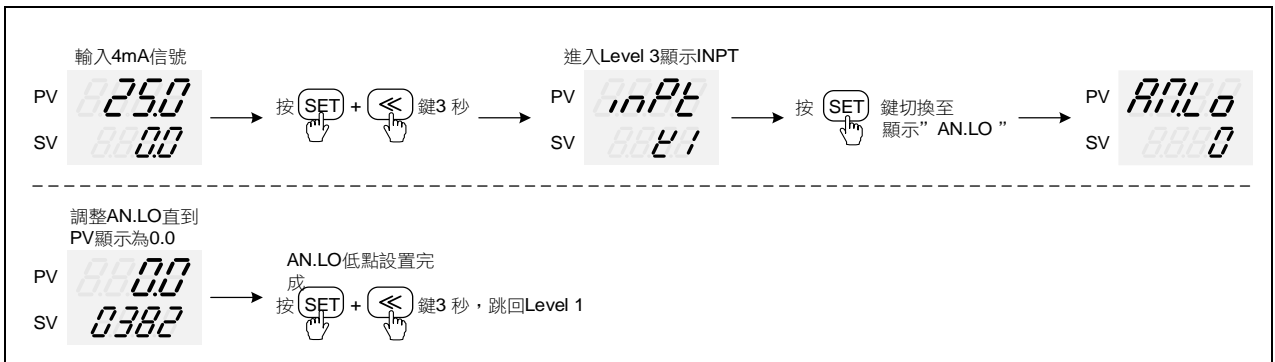 輸入4mA信號
PV 25.0
SV 0.0
按 SET + ≪ 鍵3 秒
進入Level 3顯示INPT
PV inPt
SV K1
按 SET 鍵切換至
顯示” AN.LO ”
PV AN.Lo
SV 0
調整AN.LO直到
PV顯示為0.0
PV 0.0
SV 0382
AN.LO低點設置完
成
按 SET + ≪ 鍵3 秒，跳回Level 1